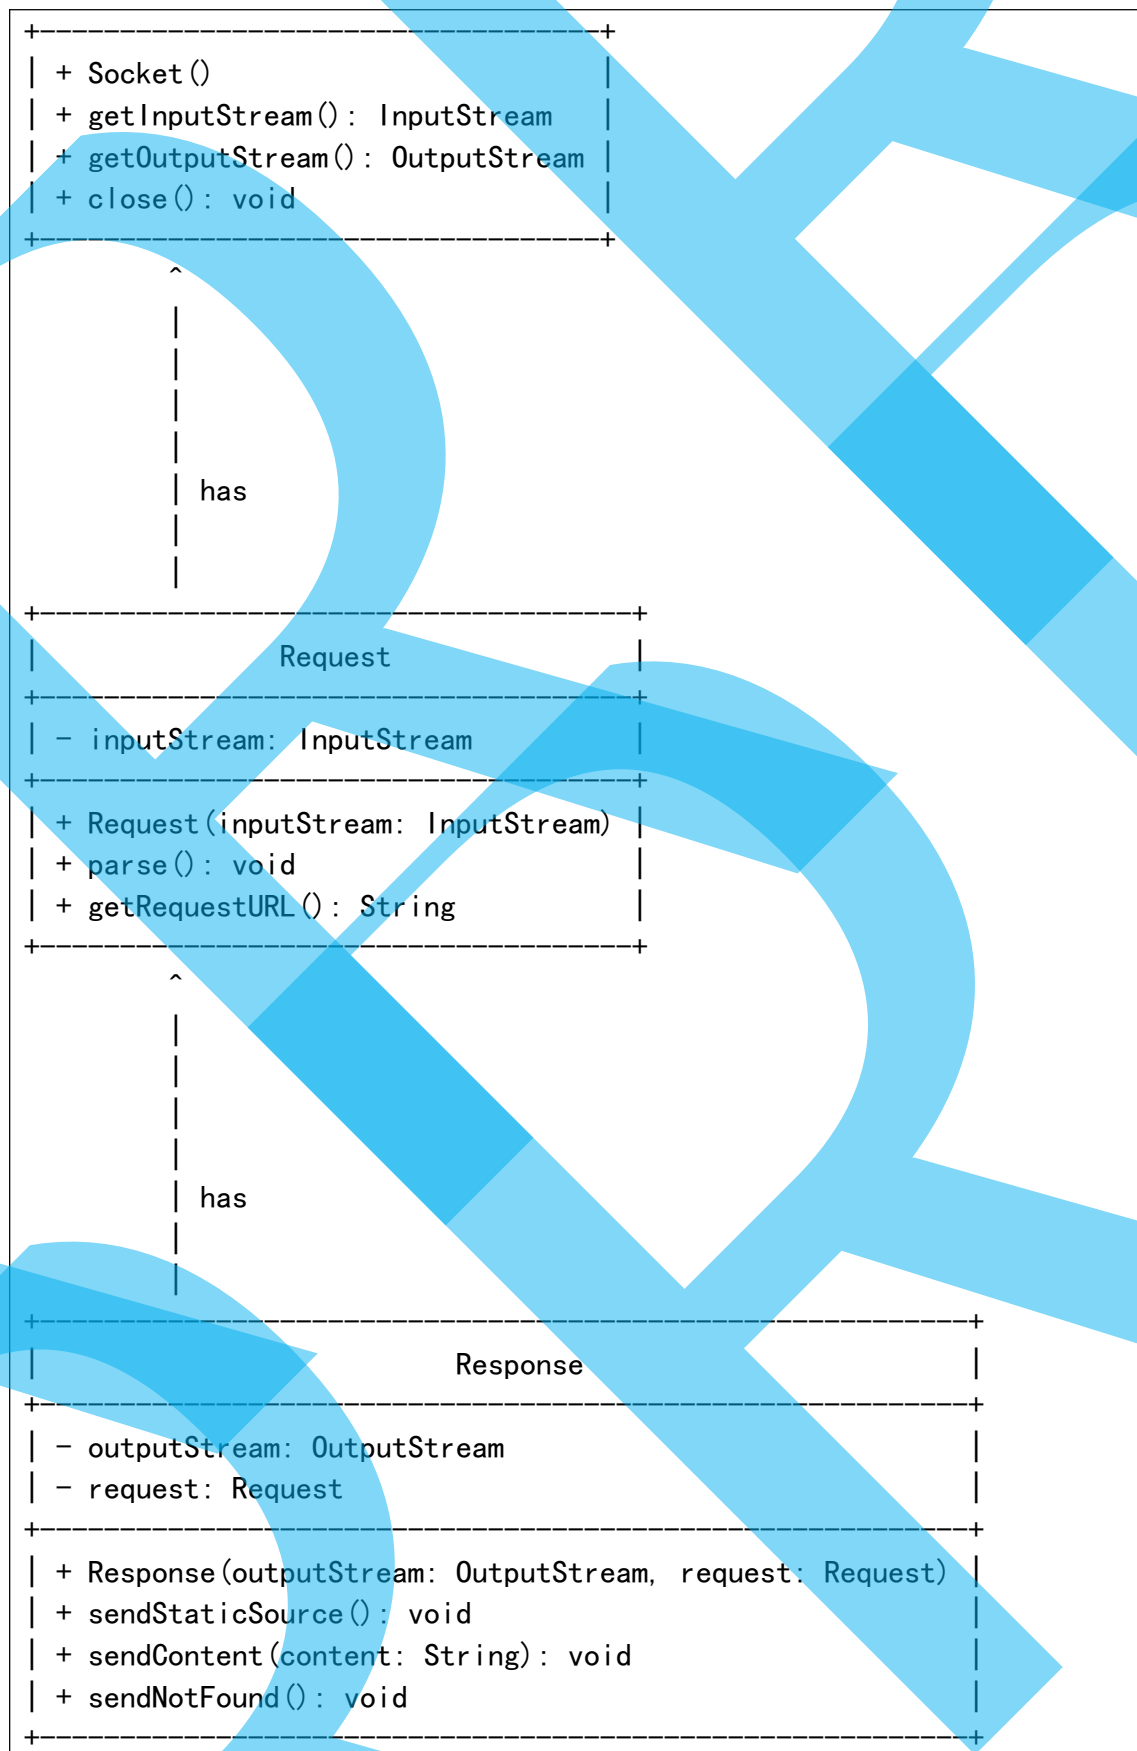 +-----------------------------------+
| + Socket() |
| + getInputStream(): InputStream |
| + getOutputStream(): OutputStream |
| + close(): void |
+-----------------------------------+
^
|
|
|
|
| has
|
|
+-------------------------------------+
| Request |
+-------------------------------------+
| - inputStream: InputStream |
+-------------------------------------+
| + Request(inputStream: InputStream) |
| + parse(): void |
| + getRequestURL(): String |
+-------------------------------------+
^
|
|
|
|
| has
|
|
+----------------------------------------------------------+
| Response |
+----------------------------------------------------------+
| - outputStream: OutputStream |
| - request: Request |
+----------------------------------------------------------+
| + Response(outputStream: OutputStream, request: Request) |
| + sendStaticSource(): void |
| + sendContent(content: String): void |
| + sendNotFound(): void |
+----------------------------------------------------------+